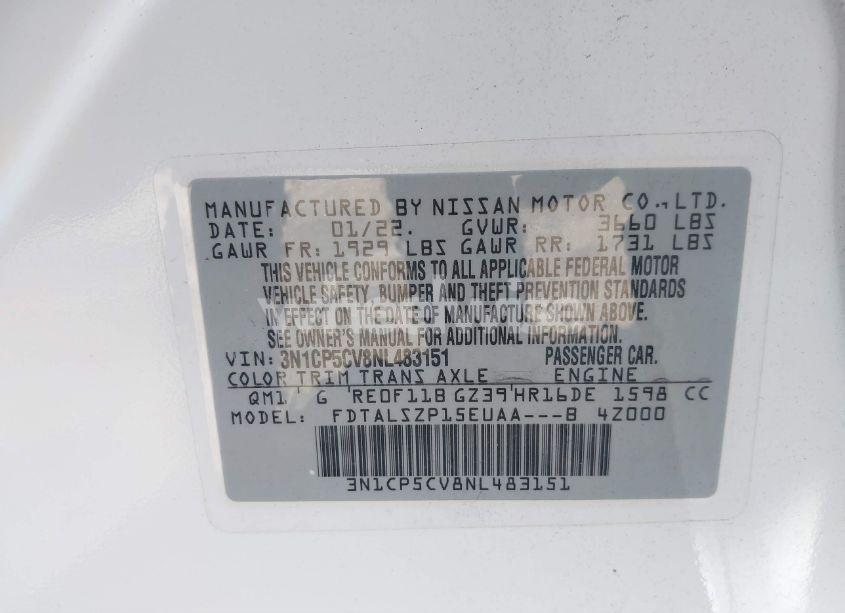 MANUFACTURED BY NISSAN MOTOR CO.,LTD.
DATE: 01/22. GVWR: 3660 LBS
GAWR FR: 1929 LBS GAWR RR: 1731 LBS
THIS VEHICLE CONFORMS TO ALL APPLICABLE FEDERAL MOTOR
VEHICLE SAFETY, BUMPER AND THEFT PREVENTION STANDARDS
IN EFFECT ON THE DATE OF MANUFACTURE SHOWN ABOVE.
SEE OWNER'S MANUAL FOR ADDITIONAL INFORMATION.
VIN: 3N1CP5CV8NL483151 PASSENGER CAR.
COLOR TRIM TRANS AXLE ENGINE
QM1 G RE0F11B GZ39 HR16DE 1598 CC
MODEL: FDTALSZP15EUAA---B 4Z000
3N1CP5CV8NL483151